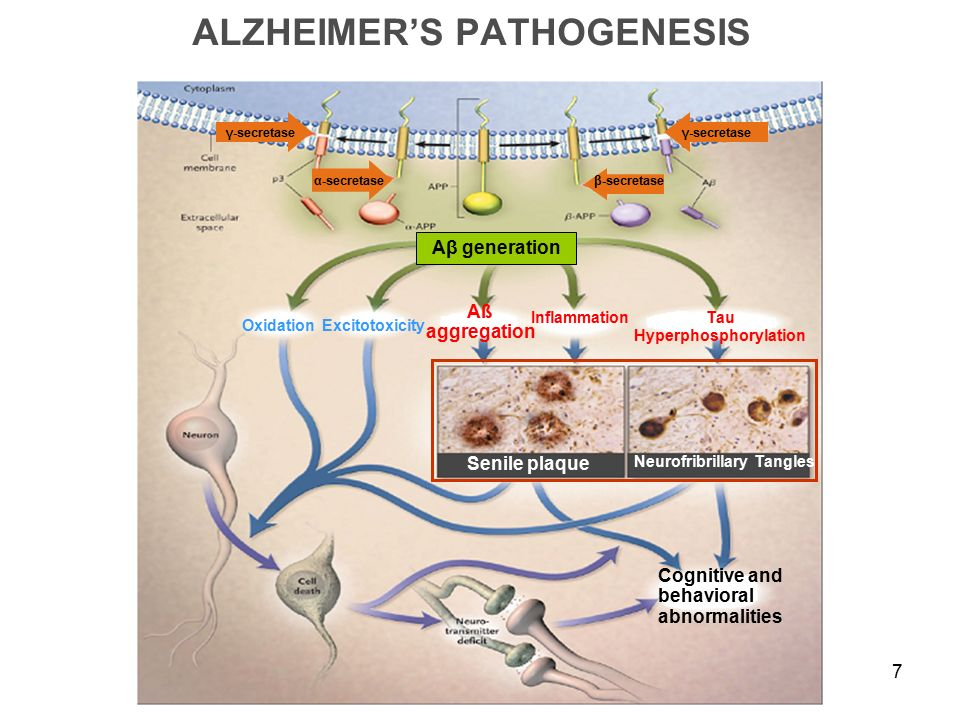 ALZHEIMER’S PATHOGENESIS
Cytoplasm
γ-secretase
γ-secretase
Cell
membrane
p3
α-secretase
APP
β-secretase
Aβ
Extracellular
space
α-APP
β-APP
Aβ generation
Oxidation
Excitotoxicity
Aß
aggregation
Inflammation
Tau
Hyperphosphorylation
Neuron
Senile plaque
Neurofribrillary Tangles
Cell
death
Neuro-
transmitter
deficit
Cognitive and
behavioral
abnormalities
7